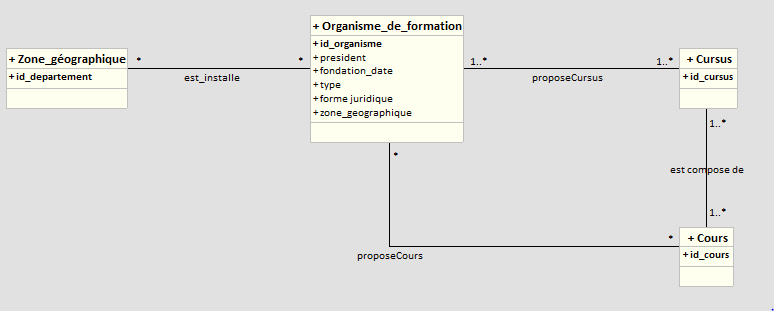 + Zone_géographique
+ id_departement
*
*
est_installe
+ Organisme_de_formation
+ id_organisme
+ president
+ fondation_date
+ type
+ forme juridique
+ zone_geographique
1..*
1..*
proposeCursus
+ Cursus
+ id_cursus
1..*
est compose de
1..*
*
*
proposeCours
+ Cours
+ id_cours